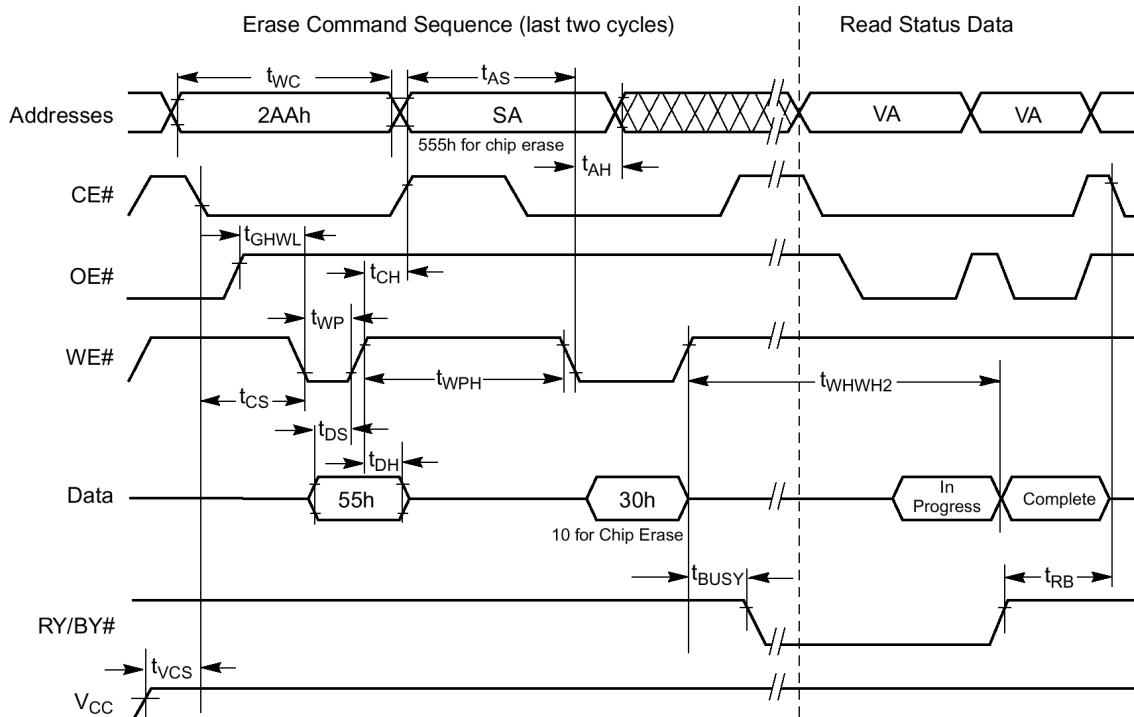 Erase Command Sequence (last two cycles)
Read Status Data
tWC
tAS
Addresses
2AAh
SA
VA
VA
555h for chip erase
tAH
CE#
tGHWL
OE#
tCH
tWP
WE#
tWPH
tWHWH2
tCS
tDS
tDH
Data
55h
30h
In
Progress
Complete
10 for Chip Erase
tBUSY
tRB
RY/BY#
tVCS
VCC